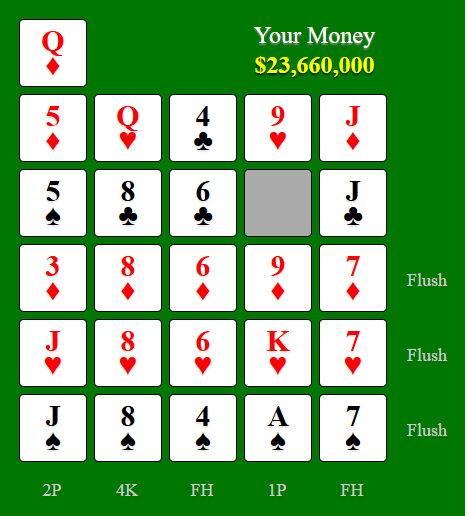 Q♦
Your Money
$23,660,000
5♦ Q♥ 4♣ 9♥ J♦
5♠ 8♣ 6♣ J♣
3♦ 8♦ 6♦ 9♦ 7♦ Flush
J♥ 8♥ 6♥ K♥ 7♥ Flush
J♠ 8♠ 4♠ A♠ 7♠ Flush
2P 4K FH 1P FH